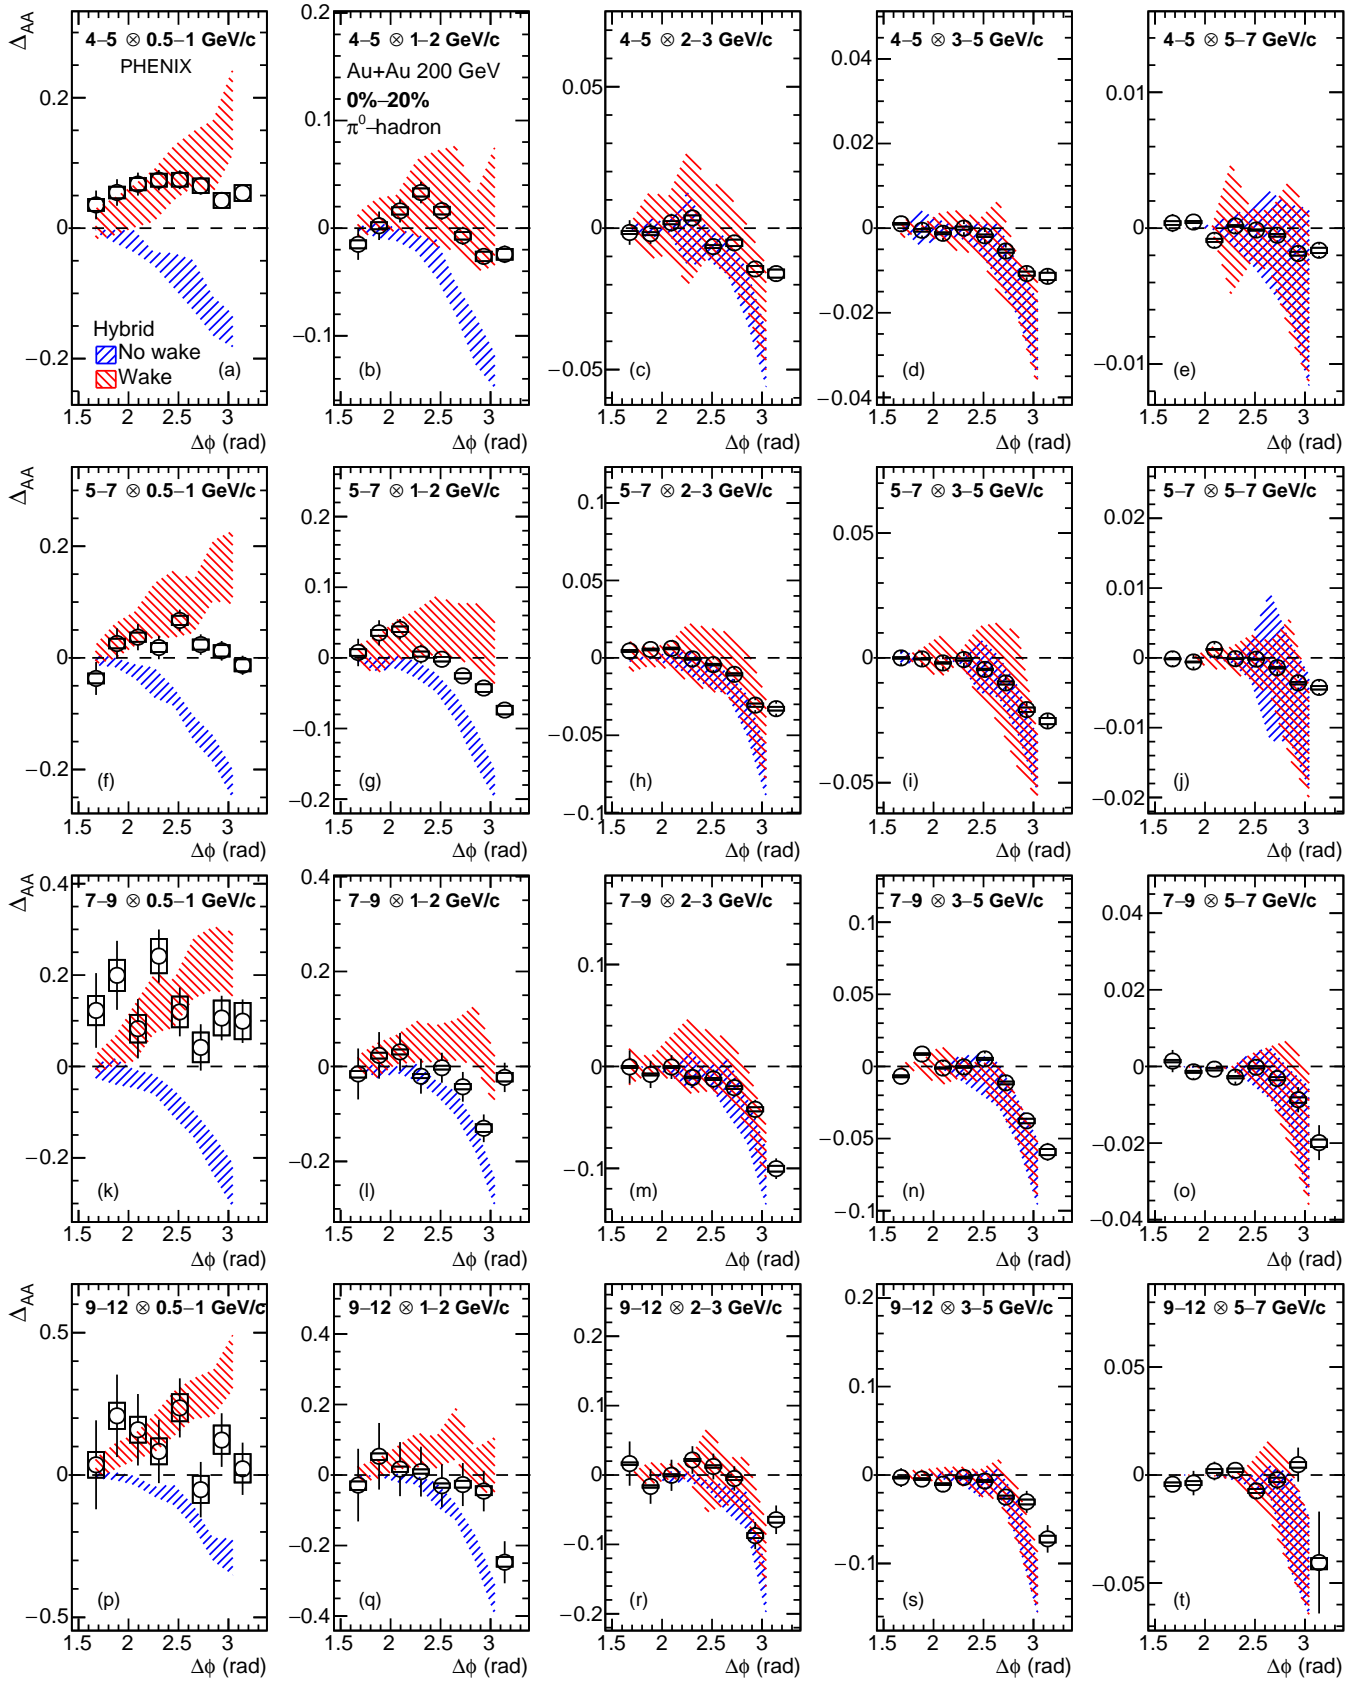 Δ_AA
4–5 ⊗ 0.5–1 GeV/c
PHENIX
0.2
0
−0.2
Hybrid
No wake
Wake
(a)
1.5 2 2.5 3
Δϕ (rad)
4–5 ⊗ 1–2 GeV/c
Au+Au 200 GeV
0%–20%
π⁰–hadron
0.2
0.1
0
−0.1
(b)
1.5 2 2.5 3
Δϕ (rad)
4–5 ⊗ 2–3 GeV/c
0.05
0
−0.05
(c)
1.5 2 2.5 3
Δϕ (rad)
4–5 ⊗ 3–5 GeV/c
0.04
0.02
0
−0.02
−0.04
(d)
1.5 2 2.5 3
Δϕ (rad)
4–5 ⊗ 5–7 GeV/c
0.01
0
−0.01
(e)
1.5 2 2.5 3
Δϕ (rad)
Δ_AA
5–7 ⊗ 0.5–1 GeV/c
0.2
0
−0.2
(f)
1.5 2 2.5 3
Δϕ (rad)
5–7 ⊗ 1–2 GeV/c
0.2
0.1
0
−0.1
−0.2
(g)
1.5 2 2.5 3
Δϕ (rad)
5–7 ⊗ 2–3 GeV/c
0.1
0.05
0
−0.05
−0.1
(h)
1.5 2 2.5 3
Δϕ (rad)
5–7 ⊗ 3–5 GeV/c
0.05
0
−0.05
(i)
1.5 2 2.5 3
Δϕ (rad)
5–7 ⊗ 5–7 GeV/c
0.02
0.01
0
−0.01
−0.02
(j)
1.5 2 2.5 3
Δϕ (rad)
Δ_AA
7–9 ⊗ 0.5–1 GeV/c
0.4
0.2
0
−0.2
(k)
1.5 2 2.5 3
Δϕ (rad)
7–9 ⊗ 1–2 GeV/c
0.4
0.2
0
−0.2
(l)
1.5 2 2.5 3
Δϕ (rad)
7–9 ⊗ 2–3 GeV/c
0.1
0
−0.1
(m)
1.5 2 2.5 3
Δϕ (rad)
7–9 ⊗ 3–5 GeV/c
0.1
0.05
0
−0.05
−0.1
(n)
1.5 2 2.5 3
Δϕ (rad)
7–9 ⊗ 5–7 GeV/c
0.04
0.02
0
−0.02
−0.04
(o)
1.5 2 2.5 3
Δϕ (rad)
Δ_AA
9–12 ⊗ 0.5–1 GeV/c
0.5
0
−0.5
(p)
1.5 2 2.5 3
Δϕ (rad)
9–12 ⊗ 1–2 GeV/c
0.4
0.2
0
−0.2
−0.4
(q)
1.5 2 2.5 3
Δϕ (rad)
9–12 ⊗ 2–3 GeV/c
0.2
0.1
0
−0.1
−0.2
(r)
1.5 2 2.5 3
Δϕ (rad)
9–12 ⊗ 3–5 GeV/c
0.2
0.1
0
−0.1
(s)
1.5 2 2.5 3
Δϕ (rad)
9–12 ⊗ 5–7 GeV/c
0.05
0
−0.05
(t)
1.5 2 2.5 3
Δϕ (rad)